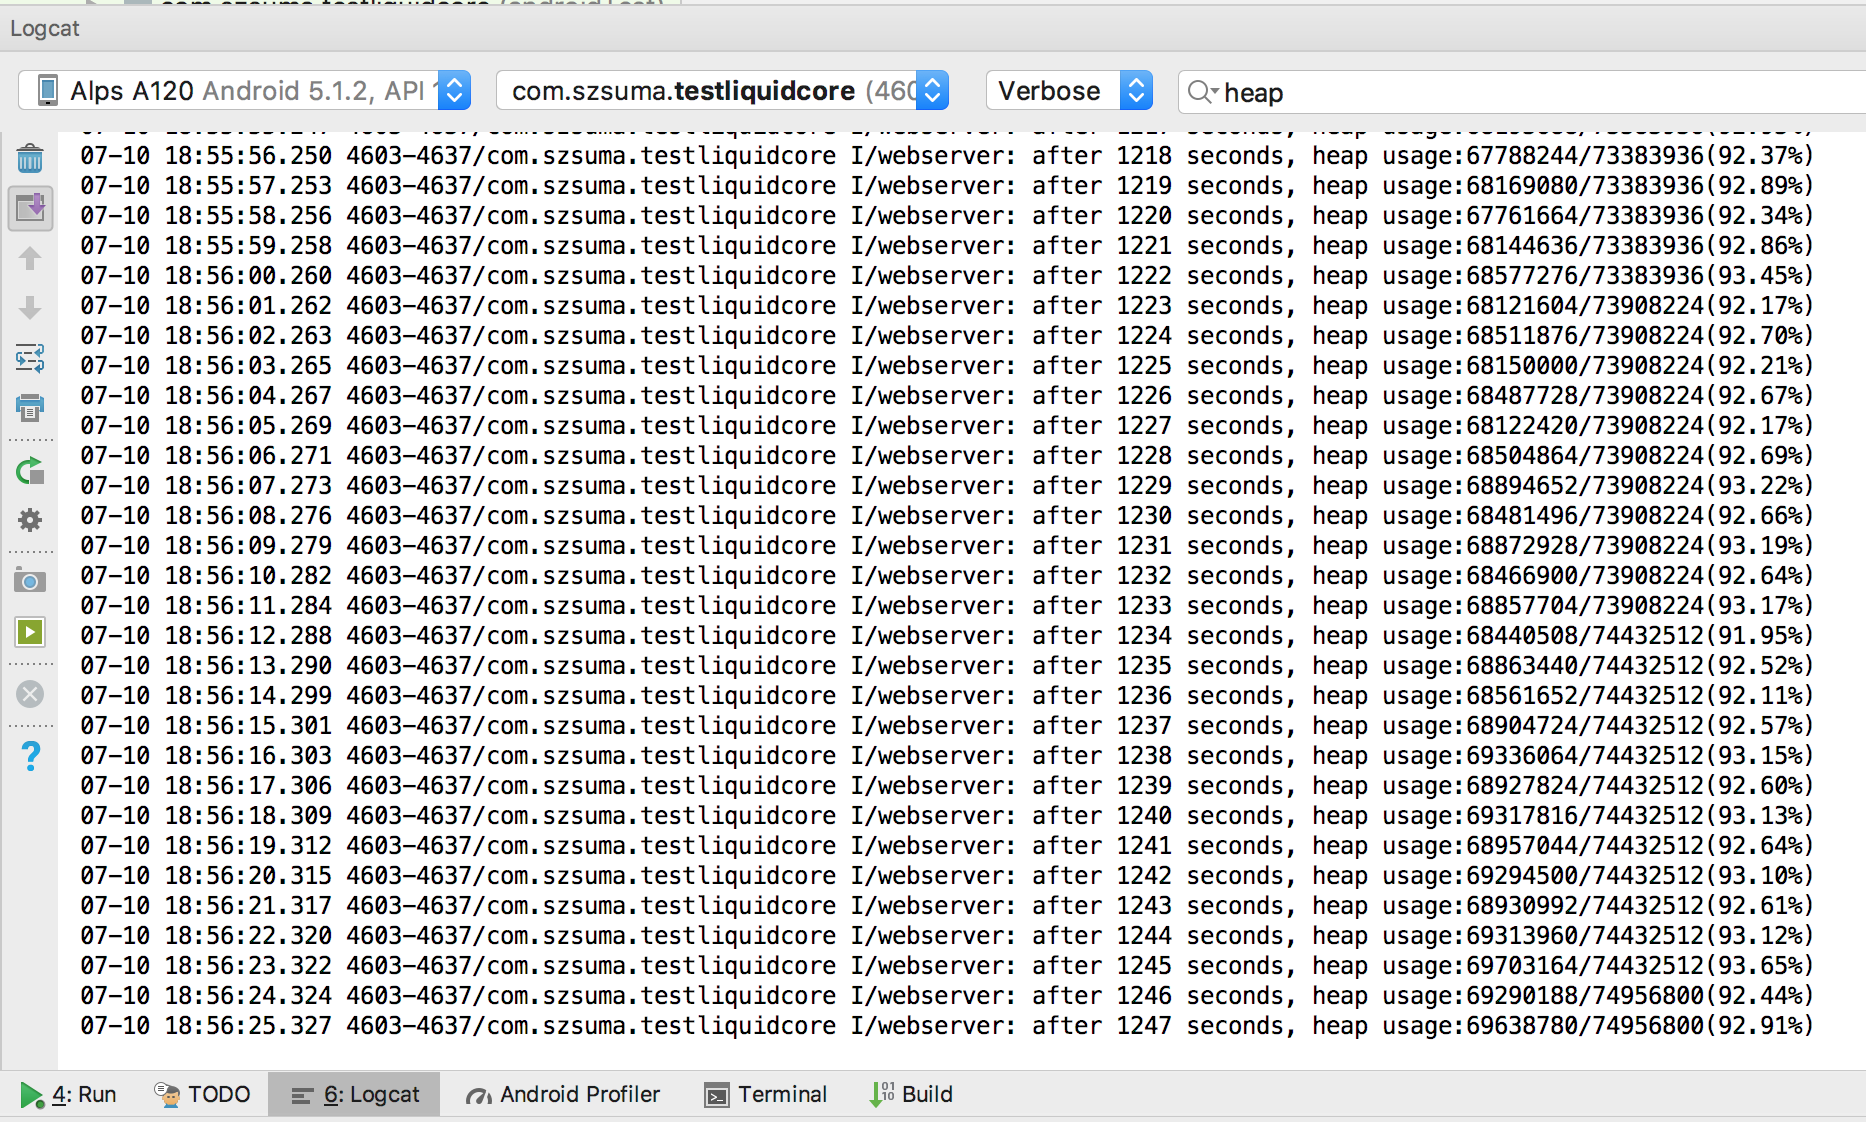 com.szsuma.testliquidcore (androidTest)
Logcat
Alps A120 Android 5.1.2, API
com.szsuma.testliquidcore (460
Verbose
heap
07-10 18:55:56.250 4603-4637/com.szsuma.testliquidcore I/webserver: after 1218 seconds, heap usage:67788244/73383936(92.37%)
07-10 18:55:57.253 4603-4637/com.szsuma.testliquidcore I/webserver: after 1219 seconds, heap usage:68169080/73383936(92.89%)
07-10 18:55:58.256 4603-4637/com.szsuma.testliquidcore I/webserver: after 1220 seconds, heap usage:67761664/73383936(92.34%)
07-10 18:55:59.258 4603-4637/com.szsuma.testliquidcore I/webserver: after 1221 seconds, heap usage:68144636/73383936(92.86%)
07-10 18:56:00.260 4603-4637/com.szsuma.testliquidcore I/webserver: after 1222 seconds, heap usage:68577276/73383936(93.45%)
07-10 18:56:01.262 4603-4637/com.szsuma.testliquidcore I/webserver: after 1223 seconds, heap usage:68121604/73908224(92.17%)
07-10 18:56:02.263 4603-4637/com.szsuma.testliquidcore I/webserver: after 1224 seconds, heap usage:68511876/73908224(92.70%)
07-10 18:56:03.265 4603-4637/com.szsuma.testliquidcore I/webserver: after 1225 seconds, heap usage:68150000/73908224(92.21%)
07-10 18:56:04.267 4603-4637/com.szsuma.testliquidcore I/webserver: after 1226 seconds, heap usage:68487728/73908224(92.67%)
07-10 18:56:05.269 4603-4637/com.szsuma.testliquidcore I/webserver: after 1227 seconds, heap usage:68122420/73908224(92.17%)
07-10 18:56:06.271 4603-4637/com.szsuma.testliquidcore I/webserver: after 1228 seconds, heap usage:68504864/73908224(92.69%)
07-10 18:56:07.273 4603-4637/com.szsuma.testliquidcore I/webserver: after 1229 seconds, heap usage:68894652/73908224(93.22%)
07-10 18:56:08.276 4603-4637/com.szsuma.testliquidcore I/webserver: after 1230 seconds, heap usage:68481496/73908224(92.66%)
07-10 18:56:09.279 4603-4637/com.szsuma.testliquidcore I/webserver: after 1231 seconds, heap usage:68872928/73908224(93.19%)
07-10 18:56:10.282 4603-4637/com.szsuma.testliquidcore I/webserver: after 1232 seconds, heap usage:68466900/73908224(92.64%)
07-10 18:56:11.284 4603-4637/com.szsuma.testliquidcore I/webserver: after 1233 seconds, heap usage:68857704/73908224(93.17%)
07-10 18:56:12.288 4603-4637/com.szsuma.testliquidcore I/webserver: after 1234 seconds, heap usage:68440508/74432512(91.95%)
07-10 18:56:13.290 4603-4637/com.szsuma.testliquidcore I/webserver: after 1235 seconds, heap usage:68863440/74432512(92.52%)
07-10 18:56:14.299 4603-4637/com.szsuma.testliquidcore I/webserver: after 1236 seconds, heap usage:68561652/74432512(92.11%)
07-10 18:56:15.301 4603-4637/com.szsuma.testliquidcore I/webserver: after 1237 seconds, heap usage:68904724/74432512(92.57%)
07-10 18:56:16.303 4603-4637/com.szsuma.testliquidcore I/webserver: after 1238 seconds, heap usage:69336064/74432512(93.15%)
07-10 18:56:17.306 4603-4637/com.szsuma.testliquidcore I/webserver: after 1239 seconds, heap usage:68927824/74432512(92.60%)
07-10 18:56:18.309 4603-4637/com.szsuma.testliquidcore I/webserver: after 1240 seconds, heap usage:69317816/74432512(93.13%)
07-10 18:56:19.312 4603-4637/com.szsuma.testliquidcore I/webserver: after 1241 seconds, heap usage:68957044/74432512(92.64%)
07-10 18:56:20.315 4603-4637/com.szsuma.testliquidcore I/webserver: after 1242 seconds, heap usage:69294500/74432512(93.10%)
07-10 18:56:21.317 4603-4637/com.szsuma.testliquidcore I/webserver: after 1243 seconds, heap usage:68930992/74432512(92.61%)
07-10 18:56:22.320 4603-4637/com.szsuma.testliquidcore I/webserver: after 1244 seconds, heap usage:69313960/74432512(93.12%)
07-10 18:56:23.322 4603-4637/com.szsuma.testliquidcore I/webserver: after 1245 seconds, heap usage:69703164/74432512(93.65%)
07-10 18:56:24.324 4603-4637/com.szsuma.testliquidcore I/webserver: after 1246 seconds, heap usage:69290188/74956800(92.44%)
07-10 18:56:25.327 4603-4637/com.szsuma.testliquidcore I/webserver: after 1247 seconds, heap usage:69638780/74956800(92.91%)
4: Run TODO 6: Logcat Android Profiler Terminal Build